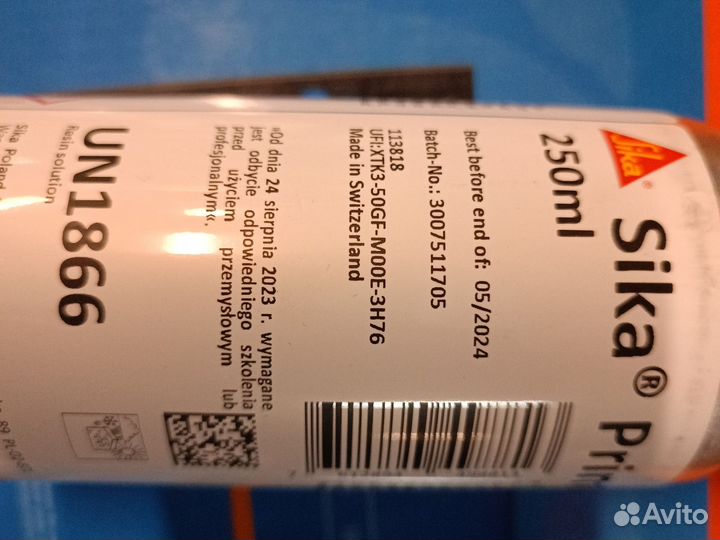 Sika
Sika®
250ml
Best before end of: 05/2024
Batch-No.: 3007511705
113818
UFI:XTK3-50GF-M00E-3H76
Made in Switzerland
»Od dnia 24 sierpnia 2023 r. wymagane
jest odbycie odpowiedniego szkolenia
przed użyciem przemysłowym lub
profesjonalnym«.
UN1866
Resin solution
Sika Poland
Avito